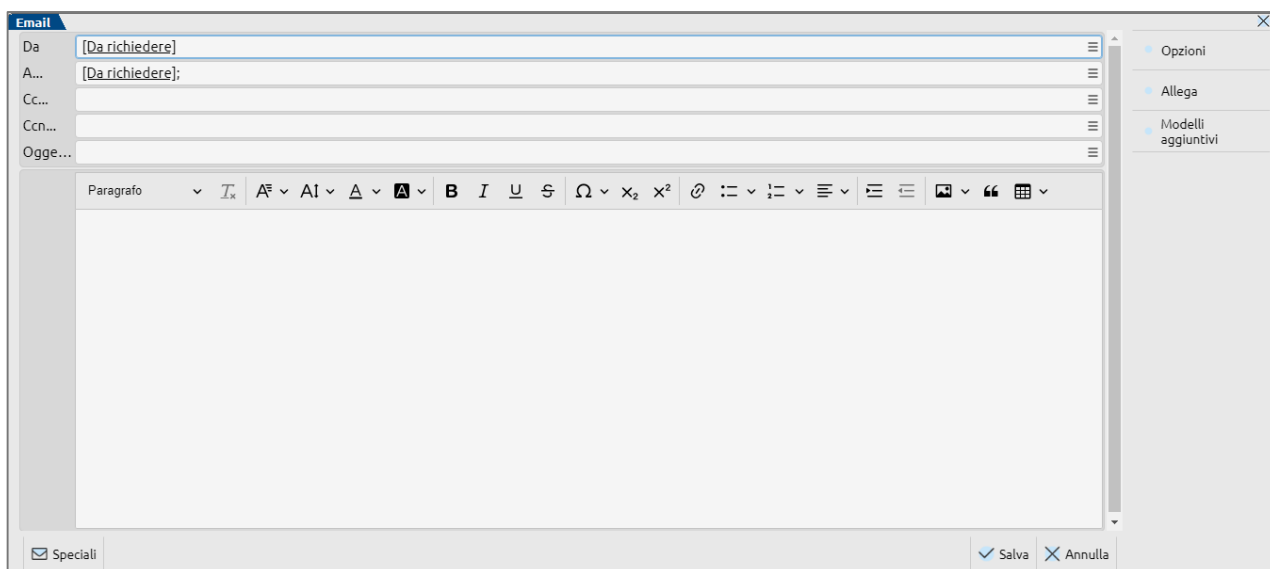 Email
Da [Da richiedere]
Opzioni
A... [Da richiedere];
Cc...
Allega
Ccn...
Modelli
aggiuntivi
Ogge...
Paragrafo
Speciali
Salva Annulla